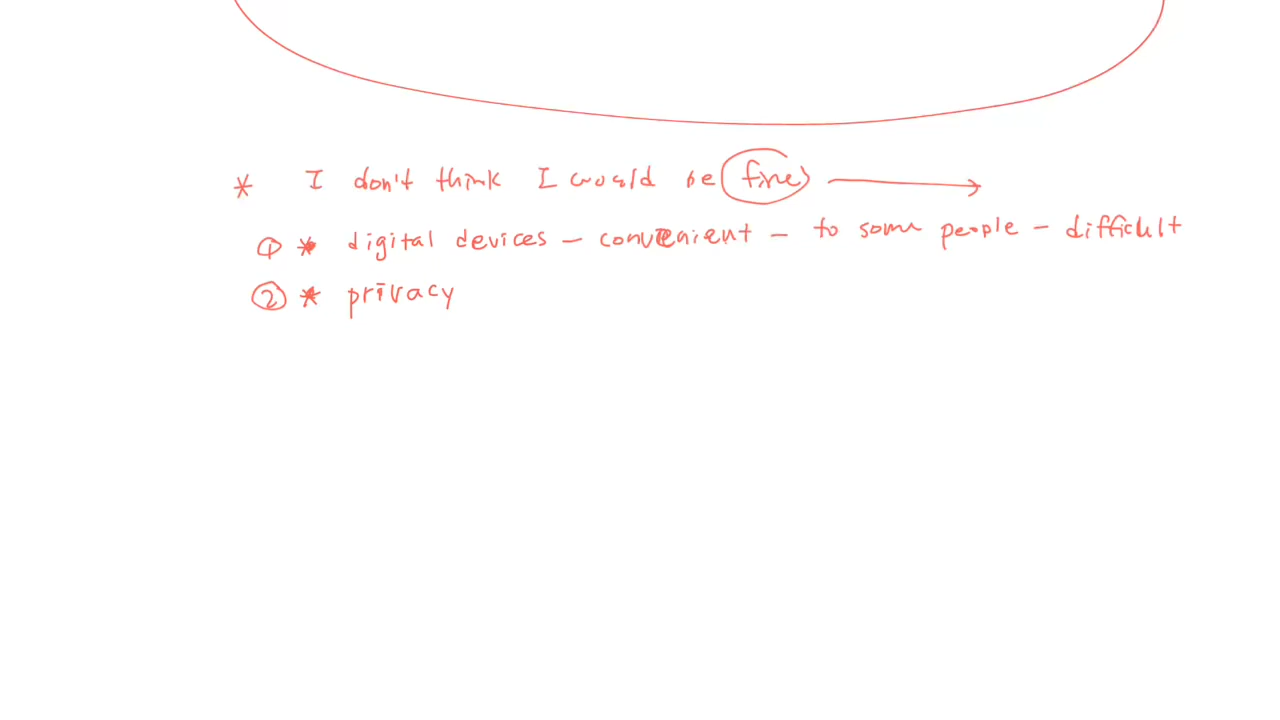 * I don't think I would be fine →
① * digital devices - convenient - to some people - difficult
② * privacy